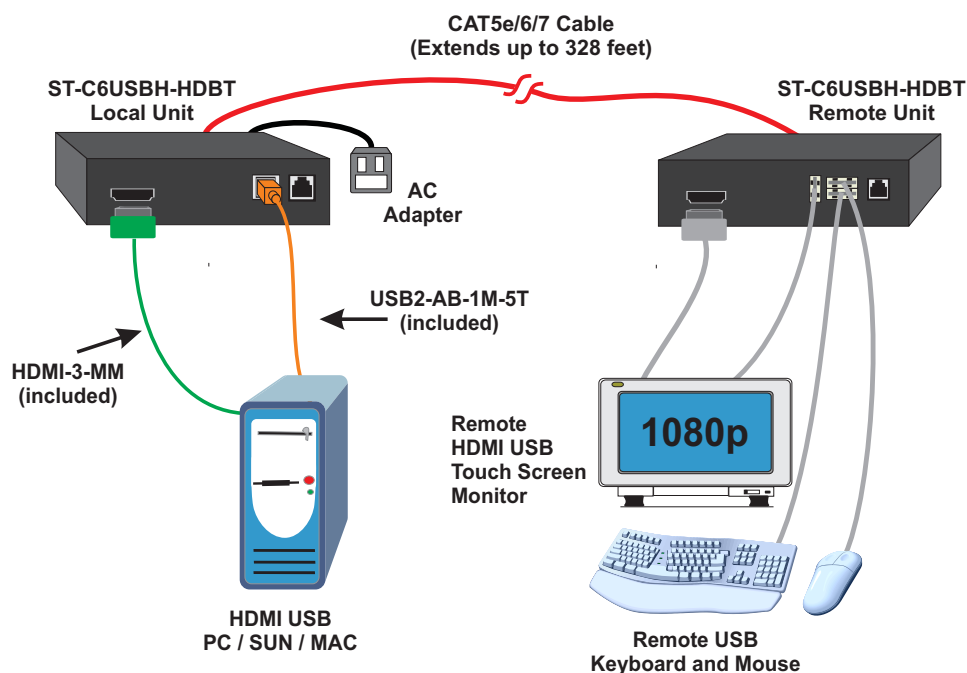 CAT5e/6/7 Cable
(Extends up to 328 feet)
ST-C6USBH-HDBT
Local Unit
ST-C6USBH-HDBT
Remote Unit
AC
Adapter
USB2-AB-1M-5T
(included)
HDMI-3-MM
(included)
Remote
HDMI USB
Touch Screen
Monitor
1080p
HDMI USB
PC / SUN / MAC
Remote USB
Keyboard and Mouse